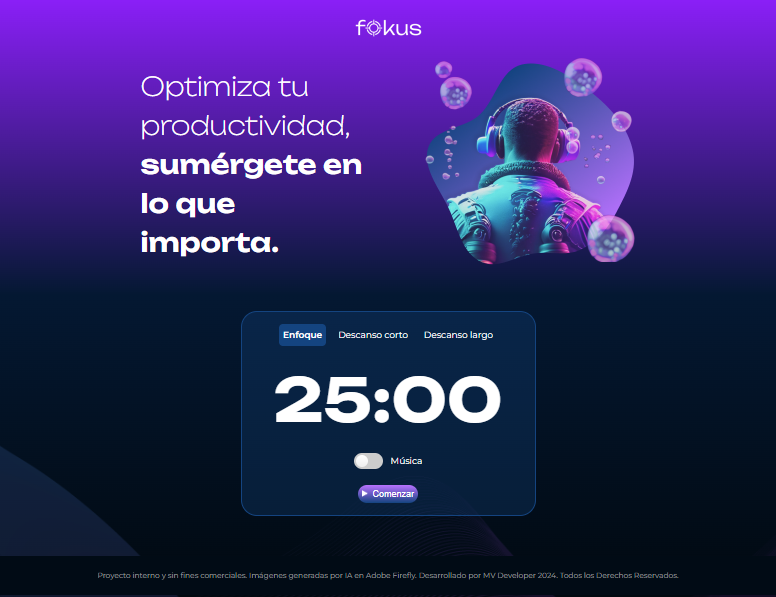 fokus
Optimiza tu
productividad,
sumérgete en
lo que
importa.
Enfoque Descanso corto Descanso largo
25:00
Música
Comenzar
Proyecto interno y sin fines comerciales. Imágenes generadas por IA en Adobe Firefly. Desarrollado por MV Developer 2024. Todos los Derechos Reservados.